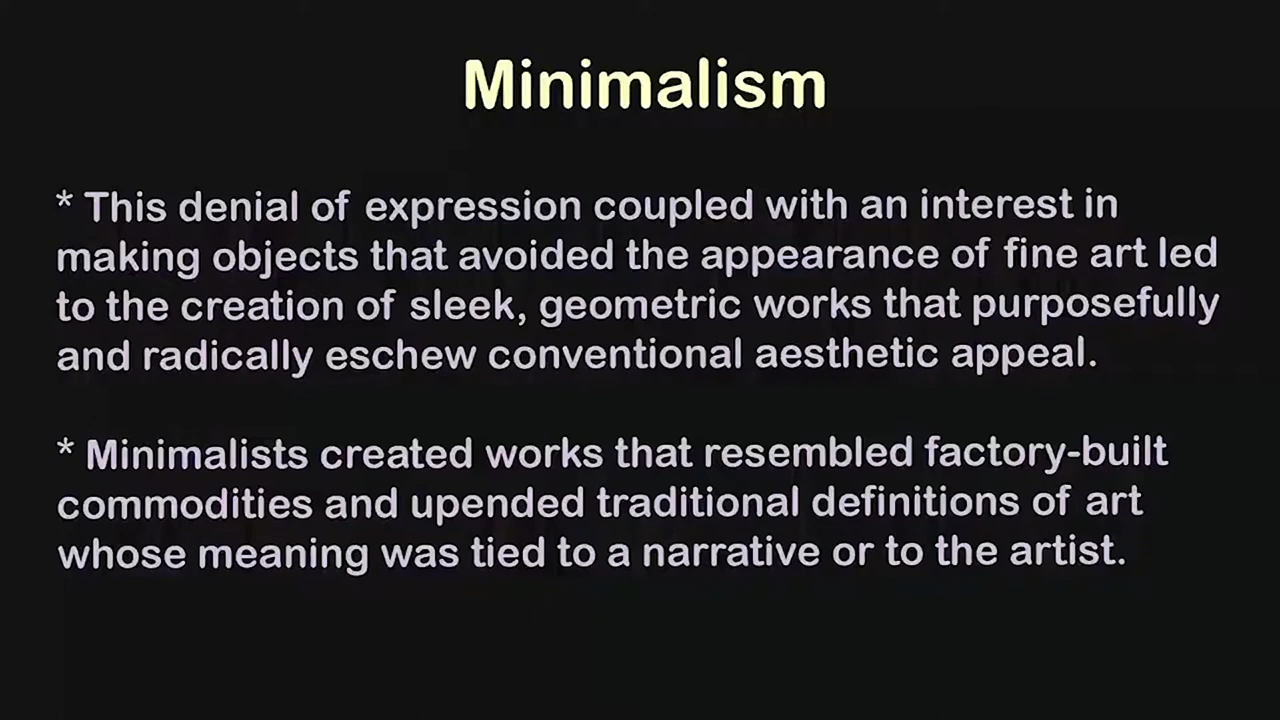 Minimalism
* This denial of expression coupled with an interest in
making objects that avoided the appearance of fine art led
to the creation of sleek, geometric works that purposefully
and radically eschew conventional aesthetic appeal.
* Minimalists created works that resembled factory-built
commodities and upended traditional definitions of art
whose meaning was tied to a narrative or to the artist.